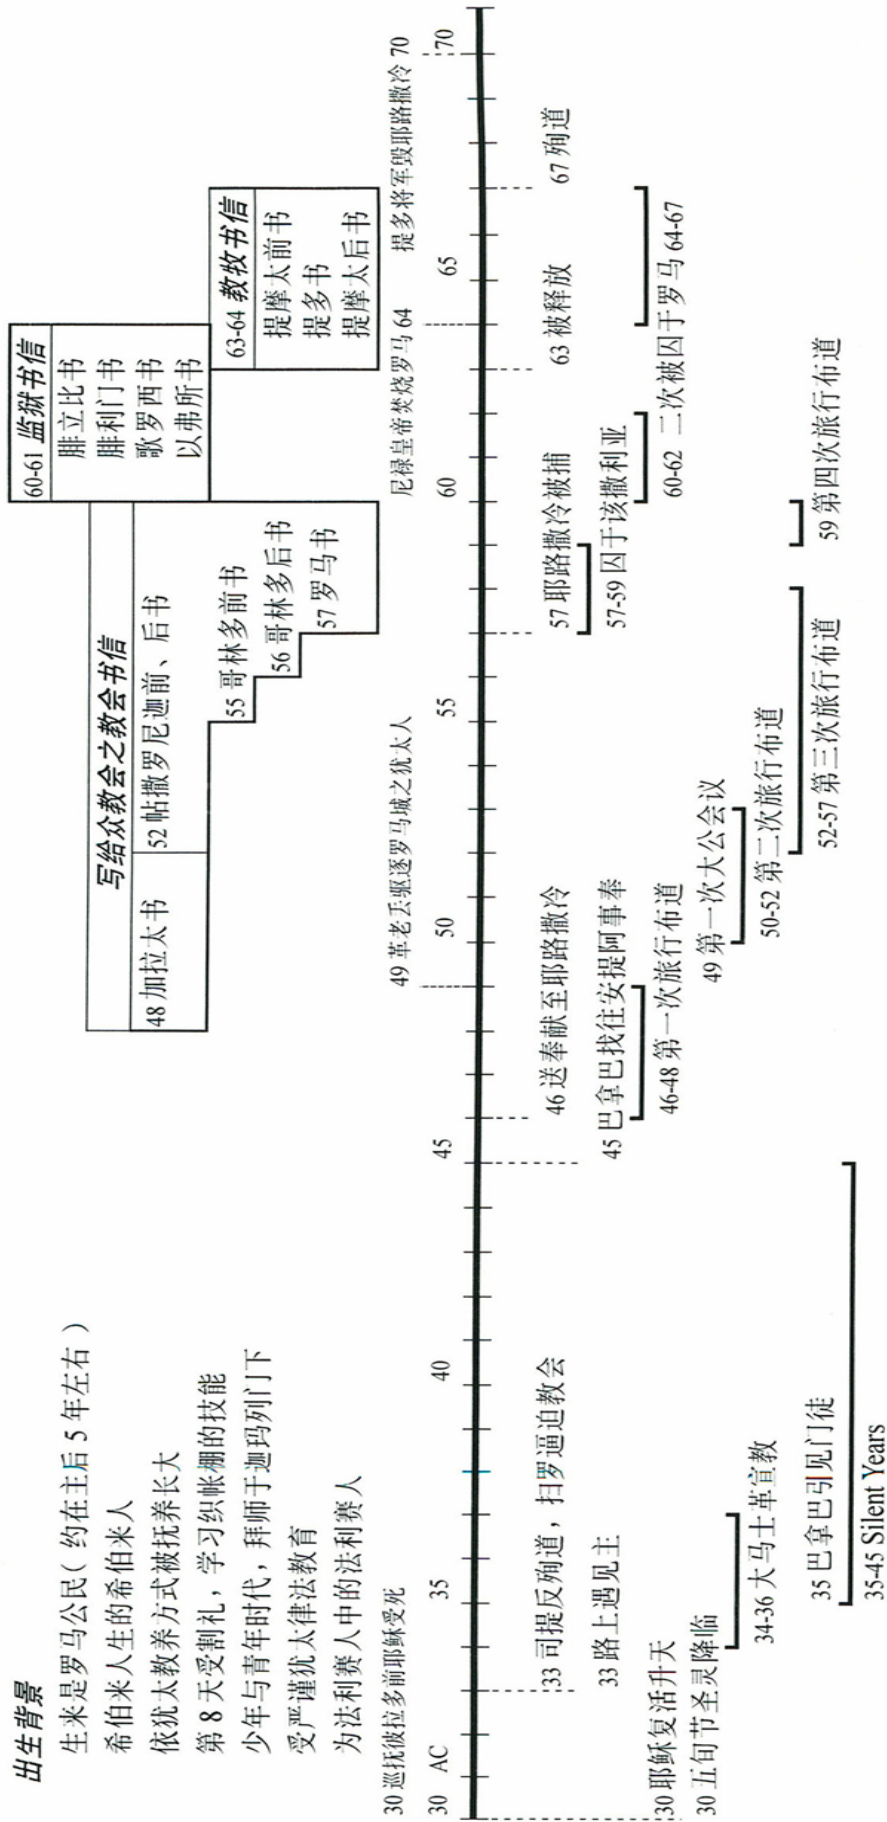 出生背景
生来是罗马公民（约在主后 5 年左右）
希伯来人生的希伯来人
依犹太教养方式被抚养长大
第 8 天受割礼，学习织帐棚的技能
少年与青年时代，拜师于迦玛列门下
受严谨犹太律法教育
为法利赛人中的法利赛人
写给众教会之教会书信
48 加拉太书
52 帖撒罗尼迦前、后书
55 哥林多前书
56 哥林多后书
57 罗马书
60-61 监狱书信
腓立比书
腓利门书
歌罗西书
以弗所书
63-64 教牧书信
提摩太前书
提多书
提摩太后书
30 巡抚彼拉多前耶稣受死
49 革老丢驱逐罗马城之犹太人
尼禄皇帝焚烧罗马 64
提多将军毁耶路撒冷 70
30 AC 35 40 45 50 55 60 65 70
33 司提反殉道，扫罗逼迫教会
46 送奉献至耶路撒冷
57 耶路撒冷被捕
63 被释放
67 殉道
33 路上遇见主
45 巴拿巴找往安提阿事奉
57-59 囚于该撒利亚
30 耶稣复活升天
46-48 第一次旅行布道
60-62 二次被囚于罗马 64-67
30 五旬节圣灵降临
49 第一次大公会议
34-36 大马士革宣教
50-52 第二次旅行布道
35 巴拿巴引见门徒
52-57 第三次旅行布道
59 第四次旅行布道
35-45 Silent Years